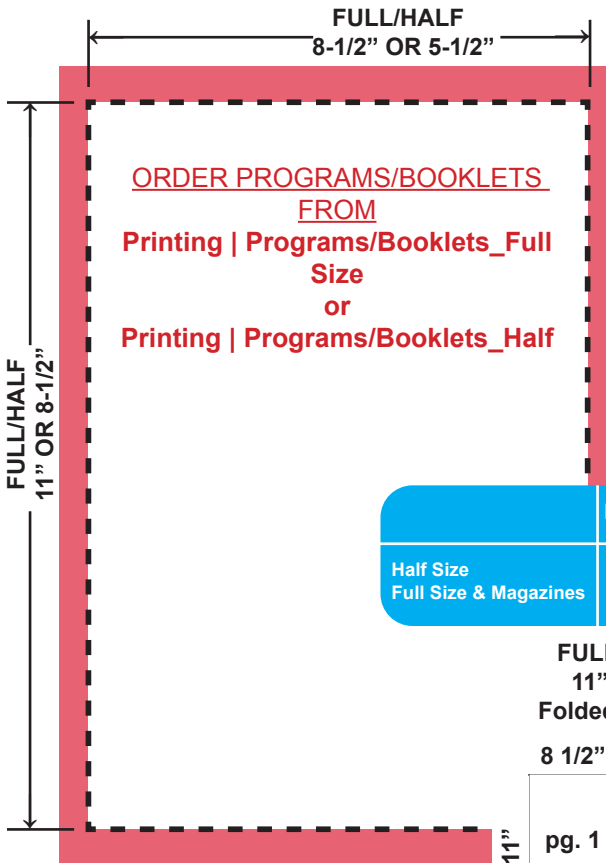 FULL/HALF
8-1/2” OR 5-1/2”
FULL/HALF
11” OR 8-1/2”
ORDER PROGRAMS/BOOKLETS
FROM
Printing | Programs/Booklets_Full
Size
or
Printing | Programs/Booklets_Half
Half Size
Full Size & Magazines
11”
Folded
8 1/2”
11”
pg. 1